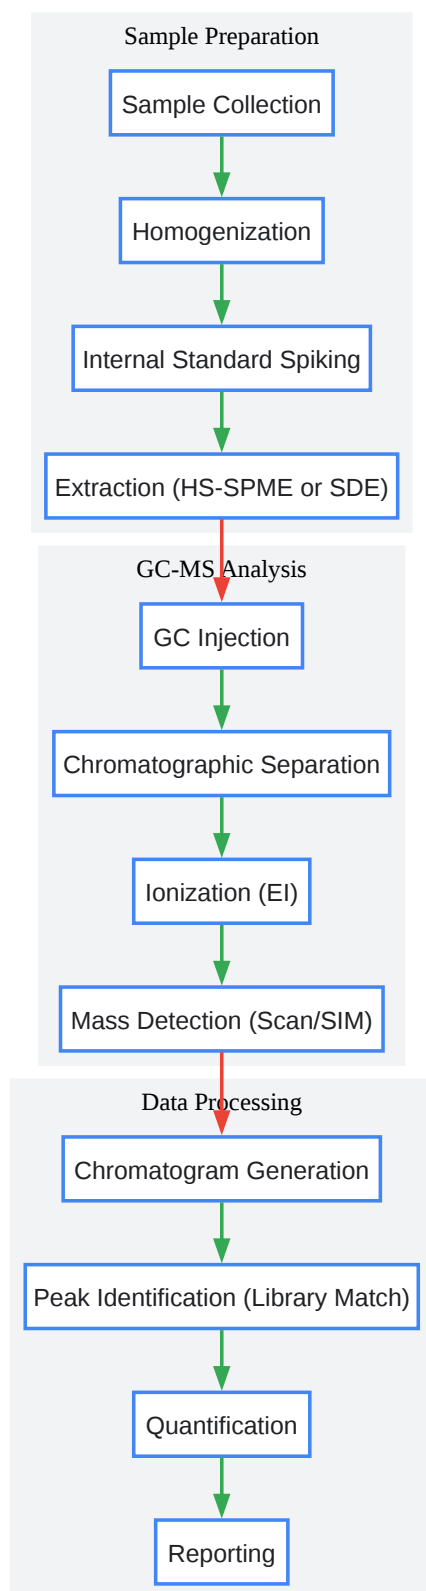 Sample Preparation
Sample Collection
Homogenization
Internal Standard Spiking
Extraction (HS-SPME or SDE)
GC-MS Analysis
GC Injection
Chromatographic Separation
Ionization (EI)
Mass Detection (Scan/SIM)
Data Processing
Chromatogram Generation
Peak Identification (Library Match)
Quantification
Reporting